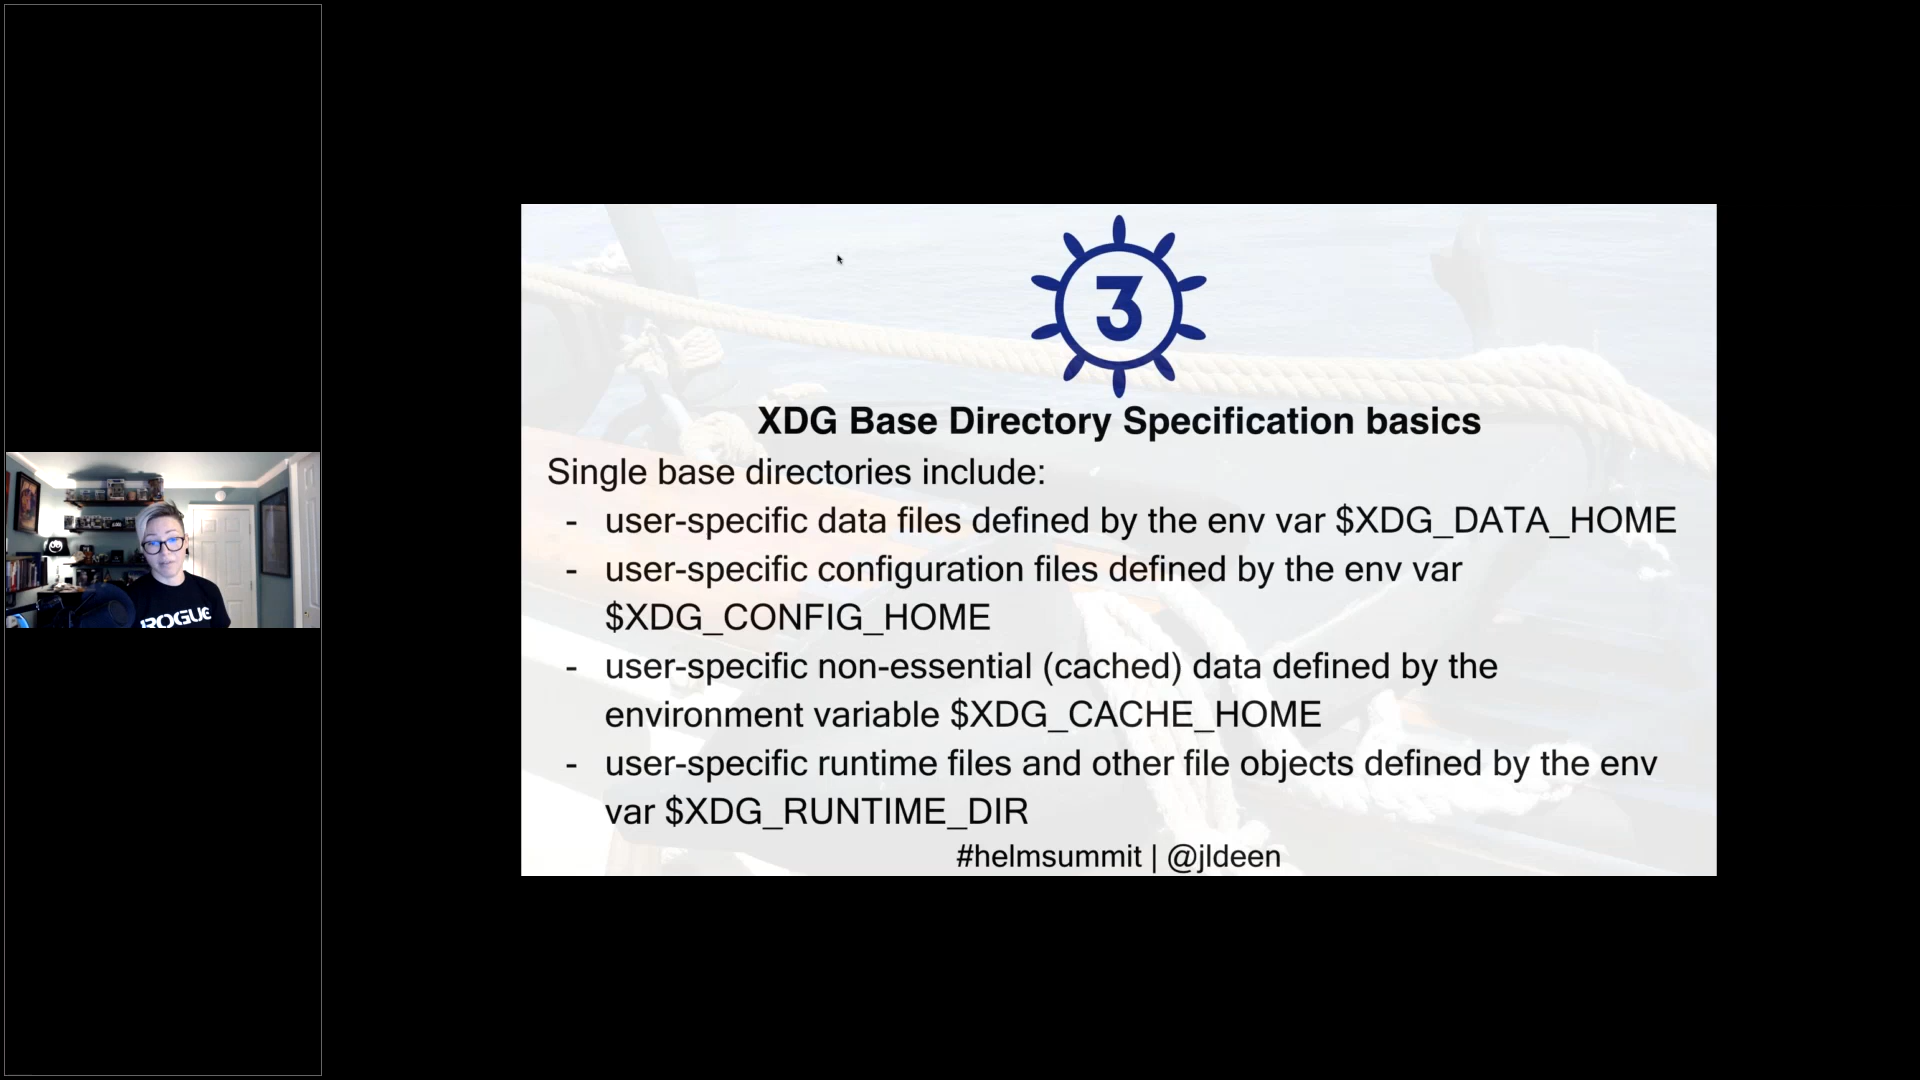 ROGUE
3
XDG Base Directory Specification basics
Single base directories include:
- user-specific data files defined by the env var $XDG_DATA_HOME
- user-specific configuration files defined by the env var
$XDG_CONFIG_HOME
- user-specific non-essential (cached) data defined by the
environment variable $XDG_CACHE_HOME
- user-specific runtime files and other file objects defined by the env
var $XDG_RUNTIME_DIR
#helmsummit | @jldeen